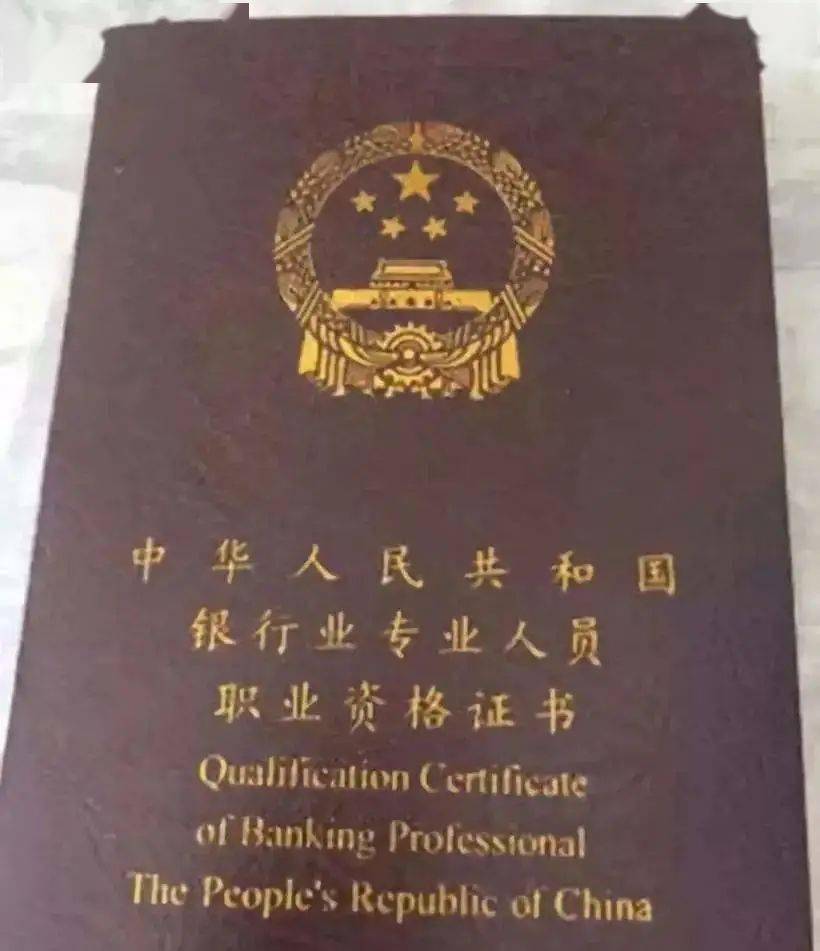 中华人民共和国
银行业专业人员
职业资格证书
Qualification Certificate
of Banking Professional
The People's Republic of China